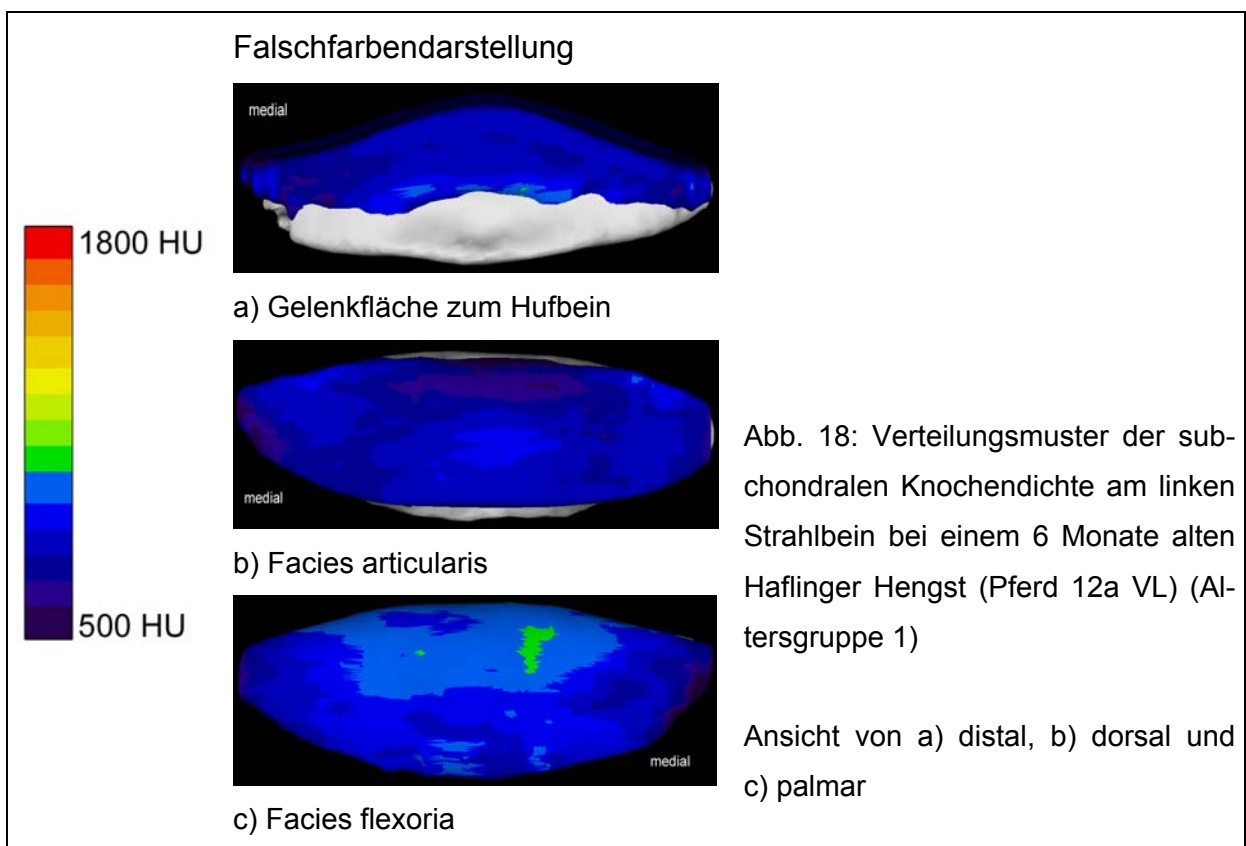 Falschfarbendarstellung
medial
1800 HU
500 HU
a) Gelenkfläche zum Hufbein
medial
b) Facies articularis
medial
c) Facies flexoria
Abb. 18: Verteilungsmuster der sub-
chondralen Knochendichte am linken
Strahlbein bei einem 6 Monate alten
Haflinger Hengst (Pferd 12a VL) (Al-
tersgruppe 1)
Ansicht von a) distal, b) dorsal und
c) palmar